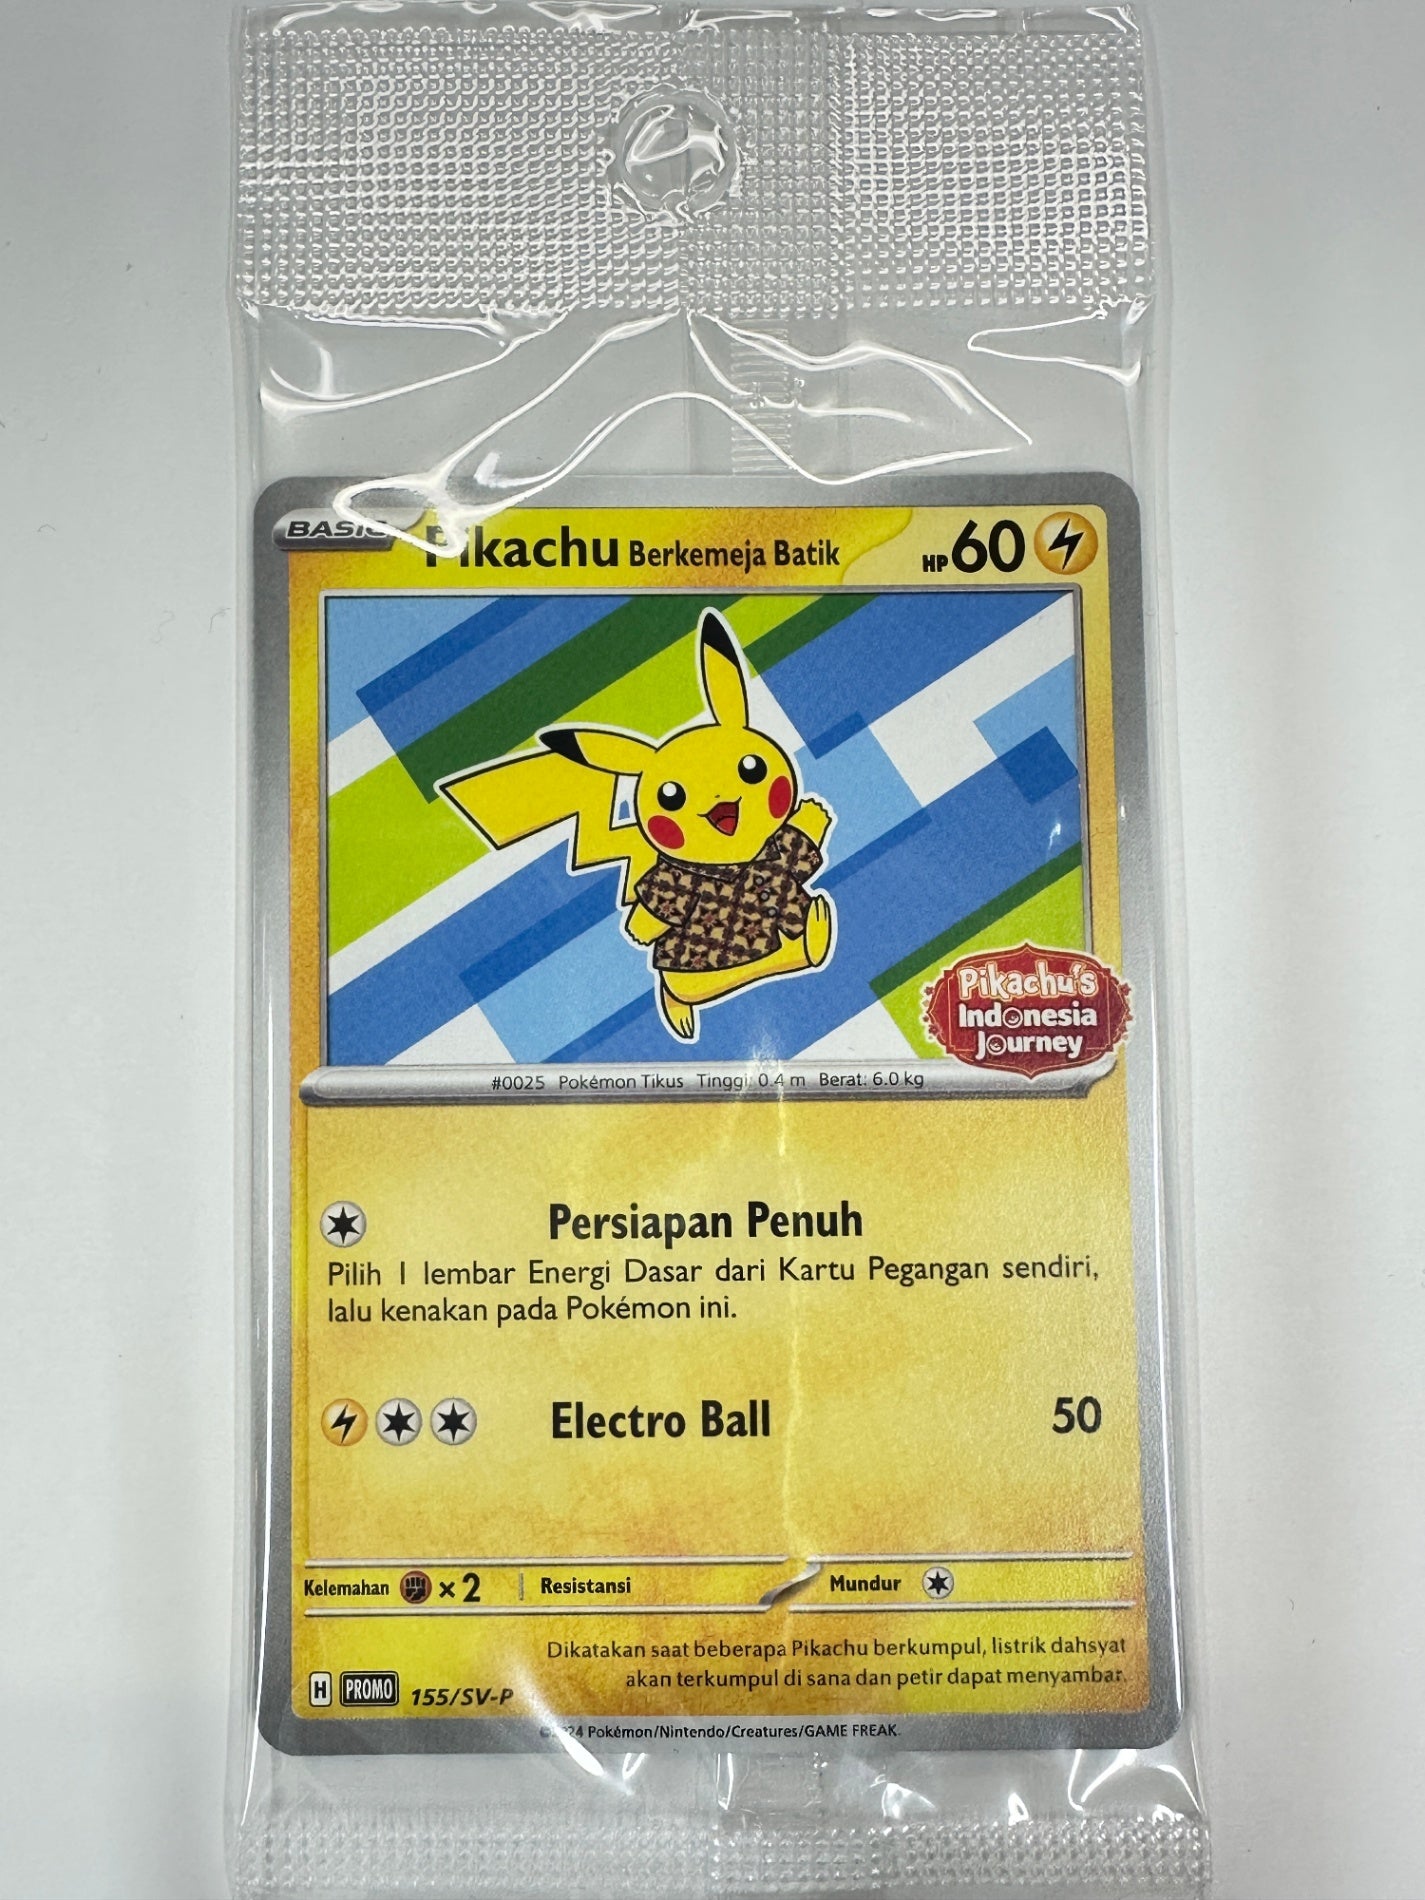 BASIC Pikachu Berkemeja Batik HP 60
Pikachu's
Indonesia
Journey
#0025 Pokémon Tikus Tinggi: 0.4 m Berat: 6.0 kg
Persiapan Penuh
Pilih 1 lembar Energi Dasar dari Kartu Pegangan sendiri,
lalu kenakan pada Pokémon ini.
Electro Ball 50
Kelemahan ×2 Resistansi Mundur
Dikatakan saat beberapa Pikachu berkumpul, listrik dahsyat
akan terkumpul di sana dan petir dapat menyambar.
H PROMO 155/SV-P
©2024 Pokémon/Nintendo/Creatures/GAME FREAK.